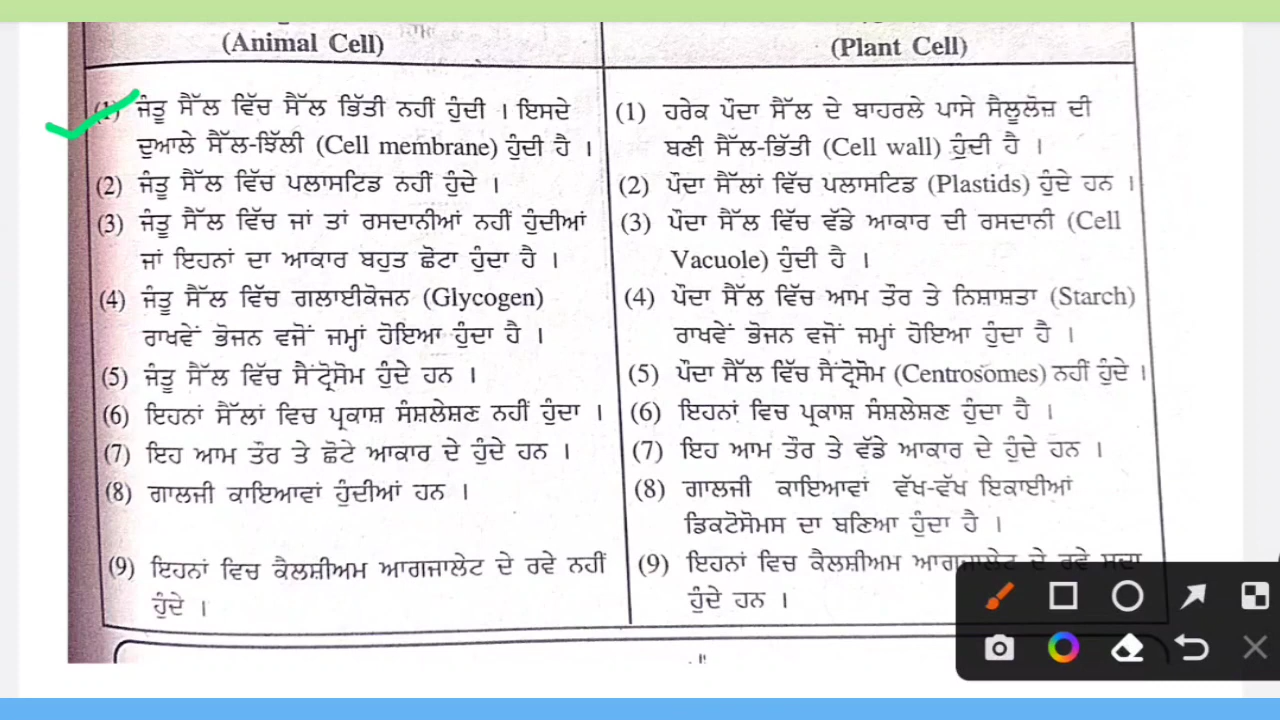 (Animal Cell)
(1) ਜੰਤੂ ਸੈੱਲ ਵਿੱਚ ਸੈੱਲ ਭਿੱਤੀ ਨਹੀਂ ਹੁੰਦੀ । ਇਸਦੇ
ਦੁਆਲੇ ਸੈੱਲ-ਝਿੱਲੀ (Cell membrane) ਹੁੰਦੀ ਹੈ ।
(2) ਜੰਤੂ ਸੈੱਲ ਵਿੱਚ ਪਲਾਸਟਿਡ ਨਹੀਂ ਹੁੰਦੇ ।
(3) ਜੰਤੂ ਸੈੱਲ ਵਿੱਚ ਜਾਂ ਤਾਂ ਰਸਦਾਨੀਆਂ ਨਹੀਂ ਹੁੰਦੀਆਂ
ਜਾਂ ਇਹਨਾਂ ਦਾ ਆਕਾਰ ਬਹੁਤ ਛੋਟਾ ਹੁੰਦਾ ਹੈ ।
(4) ਜੰਤੂ ਸੈੱਲ ਵਿੱਚ ਗਲਾਈਕੋਜਨ (Glycogen)
ਰਾਖਵੇਂ ਭੋਜਨ ਵਜੋਂ ਜਮ੍ਹਾਂ ਹੋਇਆ ਹੁੰਦਾ ਹੈ ।
(5) ਜੰਤੂ ਸੈੱਲ ਵਿੱਚ ਸੈਂਟ੍ਰੋਸੋਮ ਹੁੰਦੇ ਹਨ ।
(6) ਇਹਨਾਂ ਸੈੱਲਾਂ ਵਿਚ ਪ੍ਰਕਾਸ਼ ਸੰਸ਼ਲੇਸ਼ਣ ਨਹੀਂ ਹੁੰਦਾ ।
(7) ਇਹ ਆਮ ਤੌਰ ਤੇ ਛੋਟੇ ਆਕਾਰ ਦੇ ਹੁੰਦੇ ਹਨ ।
(8) ਗਾਲਜੀ ਕਾਇਆਵਾਂ ਹੁੰਦੀਆਂ ਹਨ ।
(9) ਇਹਨਾਂ ਵਿਚ ਕੈਲਸ਼ੀਅਮ ਆਗਜਾਲੇਟ ਦੇ ਰਵੇ ਨਹੀਂ
ਹੁੰਦੇ ।
(Plant Cell)
(1) ਹਰੇਕ ਪੌਦਾ ਸੈੱਲ ਦੇ ਬਾਹਰਲੇ ਪਾਸੇ ਸੈਲੂਲੋਜ਼ ਦੀ
ਬਣੀ ਸੈੱਲ-ਭਿੱਤੀ (Cell wall) ਹੁੰਦੀ ਹੈ ।
(2) ਪੌਦਾ ਸੈੱਲਾਂ ਵਿੱਚ ਪਲਾਸਟਿਡ (Plastids) ਹੁੰਦੇ ਹਨ ।
(3) ਪੌਦਾ ਸੈੱਲ ਵਿੱਚ ਵੱਡੇ ਆਕਾਰ ਦੀ ਰਸਦਾਨੀ (Cell
Vacuole) ਹੁੰਦੀ ਹੈ ।
(4) ਪੌਦਾ ਸੈੱਲ ਵਿੱਚ ਆਮ ਤੌਰ ਤੇ ਨਿਸ਼ਾਸ਼ਤਾ (Starch)
ਰਾਖਵੇਂ ਭੋਜਨ ਵਜੋਂ ਜਮ੍ਹਾਂ ਹੋਇਆ ਹੁੰਦਾ ਹੈ ।
(5) ਪੌਦਾ ਸੈੱਲ ਵਿੱਚ ਸੈਂਟ੍ਰੋਸੋਮ (Centrosomes) ਨਹੀਂ ਹੁੰਦੇ ।
(6) ਇਹਨਾਂ ਵਿਚ ਪ੍ਰਕਾਸ਼ ਸੰਸ਼ਲੇਸ਼ਣ ਹੁੰਦਾ ਹੈ ।
(7) ਇਹ ਆਮ ਤੌਰ ਤੇ ਵੱਡੇ ਆਕਾਰ ਦੇ ਹੁੰਦੇ ਹਨ ।
(8) ਗਾਲਜੀ ਕਾਇਆਵਾਂ ਵੱਖ-ਵੱਖ ਇਕਾਈਆਂ
ਡਿਕਟੋਸੋਮਸ ਦਾ ਬਣਿਆ ਹੁੰਦਾ ਹੈ ।
(9) ਇਹਨਾਂ ਵਿਚ ਕੈਲਸ਼ੀਅਮ ਆਗਜਾਲੇਟ ਦੇ ਰਵੇ ਸਦਾ
ਹੁੰਦੇ ਹਨ ।